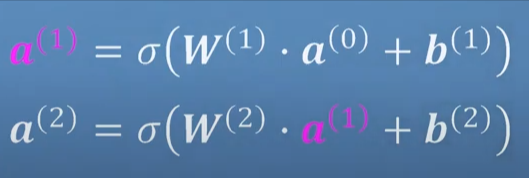 a⁽¹⁾ = σ(W⁽¹⁾ · a⁽⁰⁾ + b⁽¹⁾)
a⁽²⁾ = σ(W⁽²⁾ · a⁽¹⁾ + b⁽²⁾)